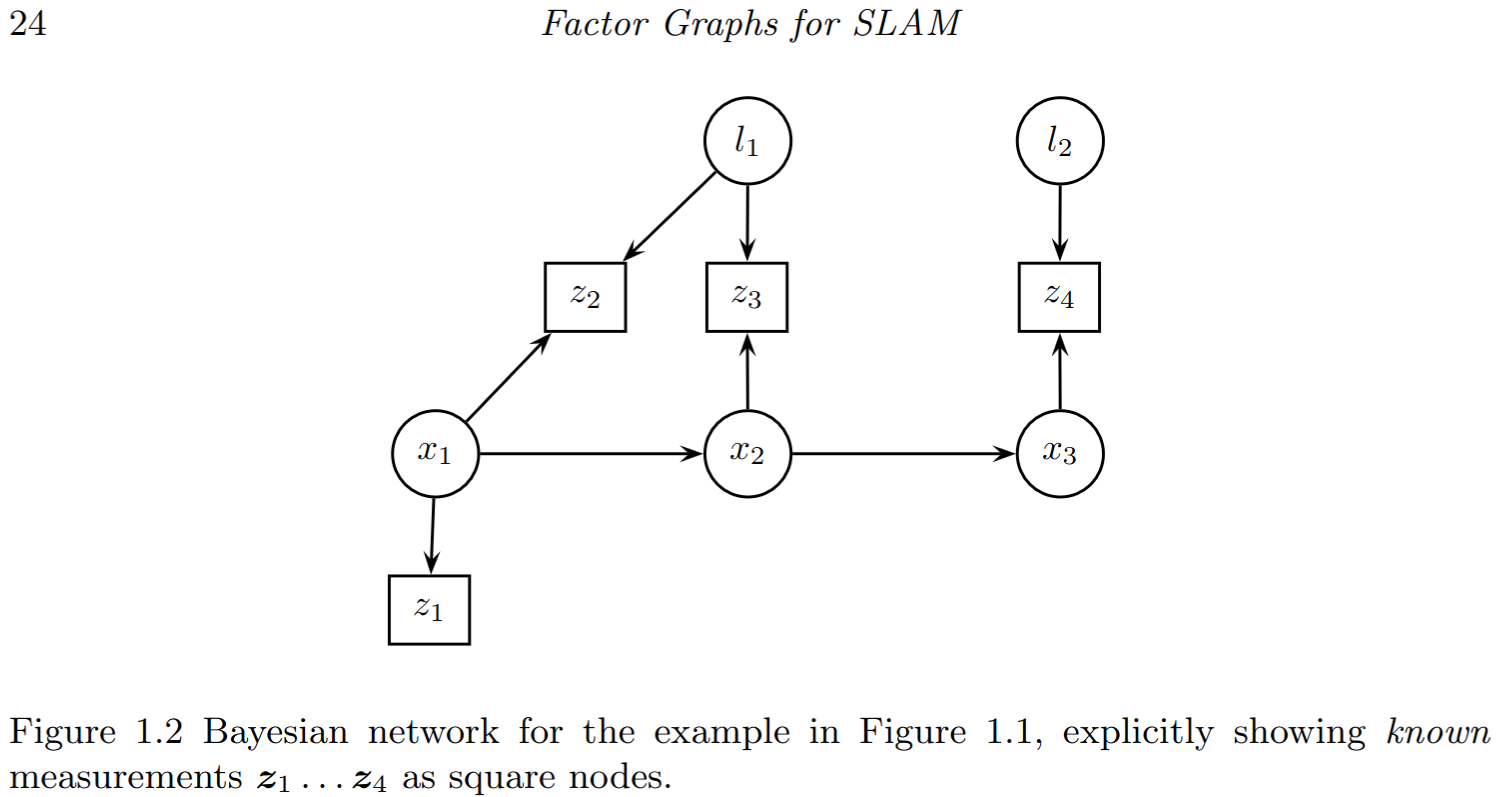 24 Factor Graphs for SLAM
l₁ l₂
z₂ z₃ z₄
x₁ x₂ x₃
z₁
Figure 1.2 Bayesian network for the example in Figure 1.1, explicitly showing known
measurements z₁ . . . z₄ as square nodes.